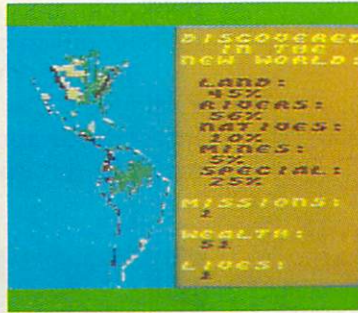 DISCOVERED
IN THE
NEW WORLD:
LAND:
45%
RIVERS:
56%
NATIVES:
10%
MINES:
5%
SPECIAL:
25%
MISSIONS:
1
WEALTH:
51
LIVES:
1